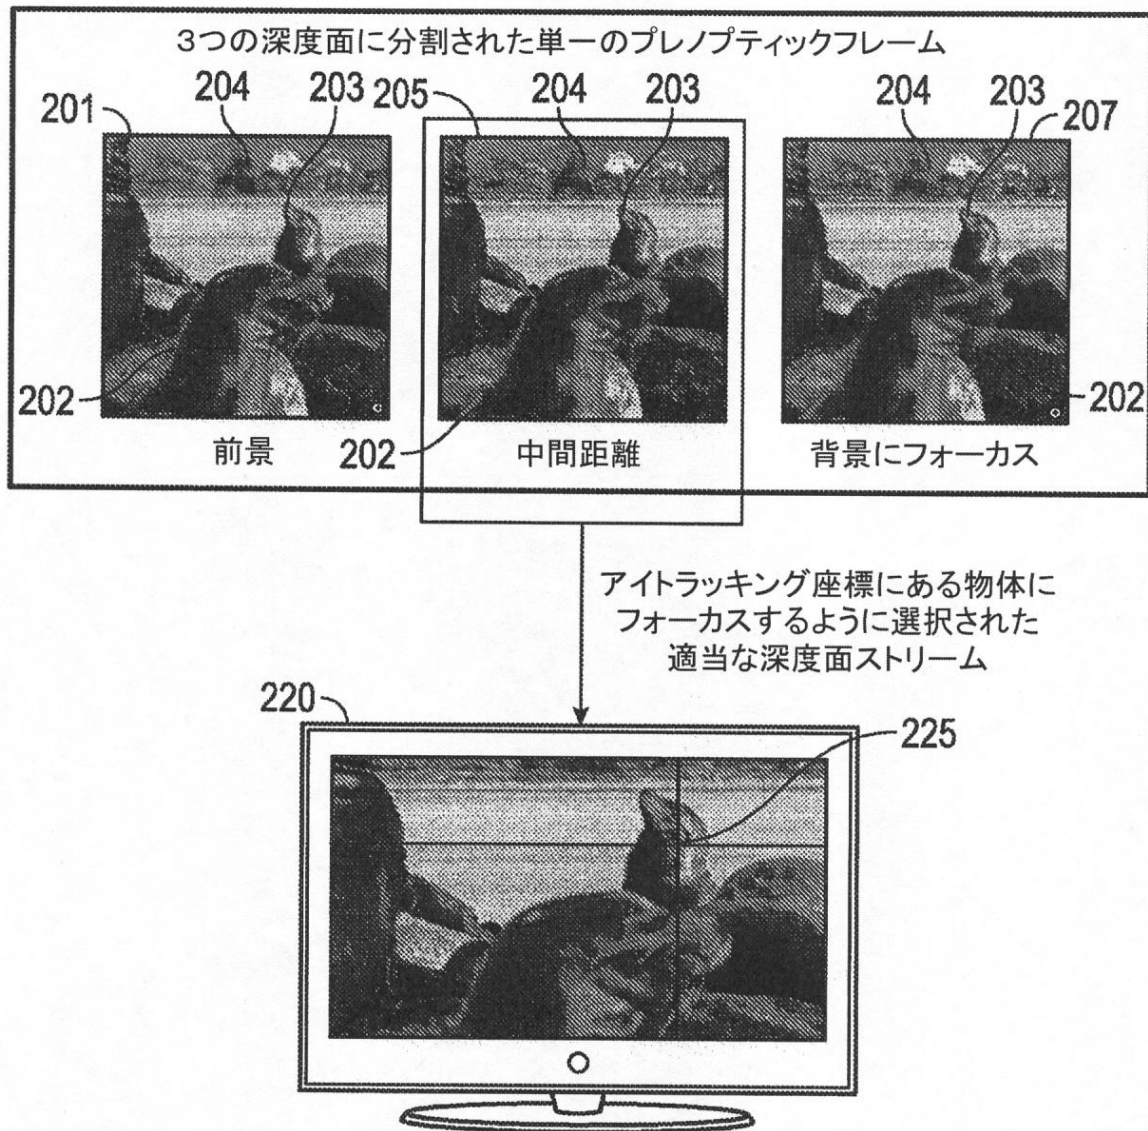 3つの深度面に分割された単一のプレノプティックフレーム
201
204
203
205
204
203
204
203
207
202
202
202
前景
中間距離
背景にフォーカス
アイトラッキング座標にある物体に
フォーカスするように選択された
適当な深度面ストリーム
220
225